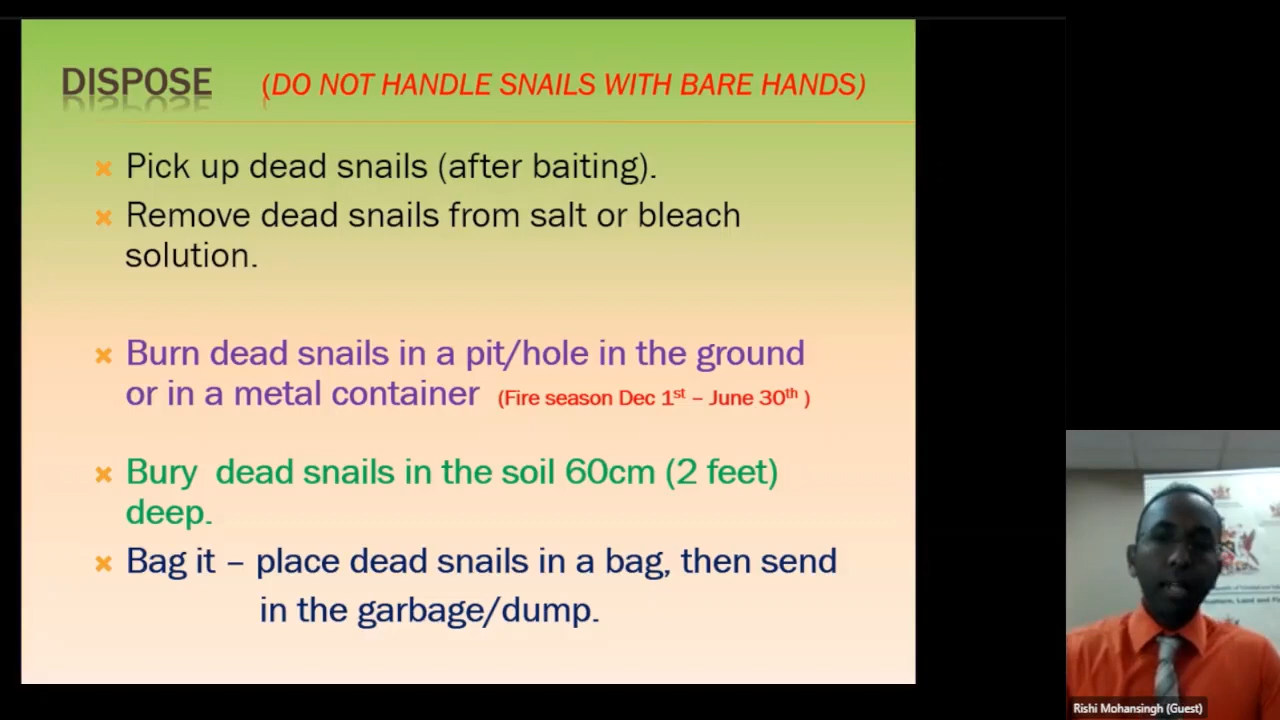 DISPOSE (DO NOT HANDLE SNAILS WITH BARE HANDS)
Pick up dead snails (after baiting).
Remove dead snails from salt or bleach
solution.
Burn dead snails in a pit/hole in the ground
or in a metal container (Fire season Dec 1st – June 30th )
Bury dead snails in the soil 60cm (2 feet)
deep.
Bag it – place dead snails in a bag, then send
in the garbage/dump.
Rishi Mohansingh (Guest)